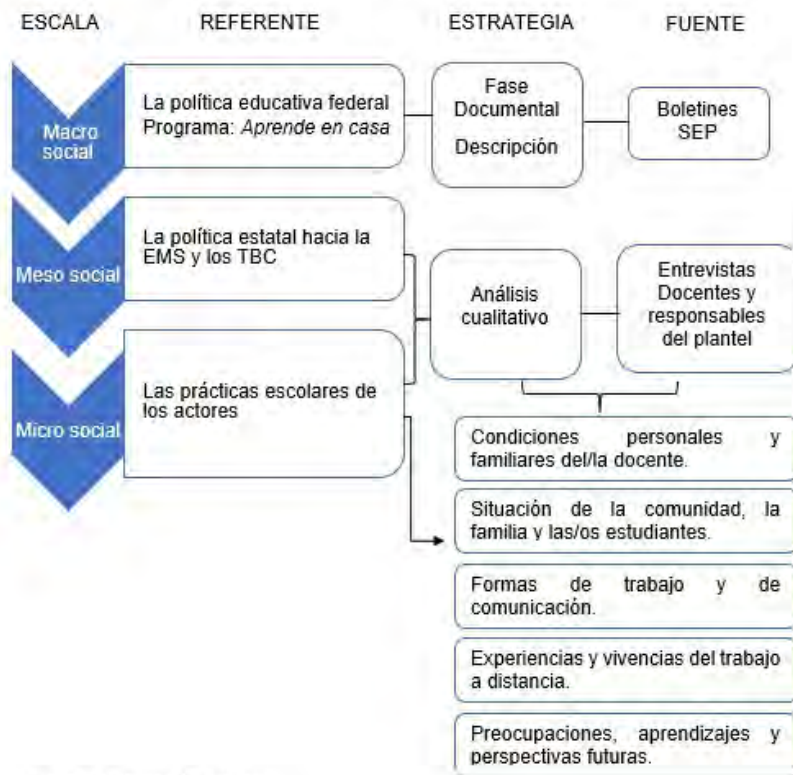 ESCALA REFERENTE ESTRATEGIA FUENTE
Macro
social
La política educativa federal
Programa: Aprende en casa
Fase
Documental
Descripción
Boletines
SEP
Meso social
La política estatal hacia la
EMS y los TBC
Análisis
cualitativo
Entrevistas
Docentes y
responsables
del plantel
Micro social
Las prácticas escolares de
los actores
Condiciones personales y
familiares del/la docente.
Situación de la comunidad, la
familia y las/os estudiantes.
Formas de trabajo y de
comunicación.
Experiencias y vivencias del trabajo
a distancia.
Preocupaciones, aprendizajes y
perspectivas futuras.